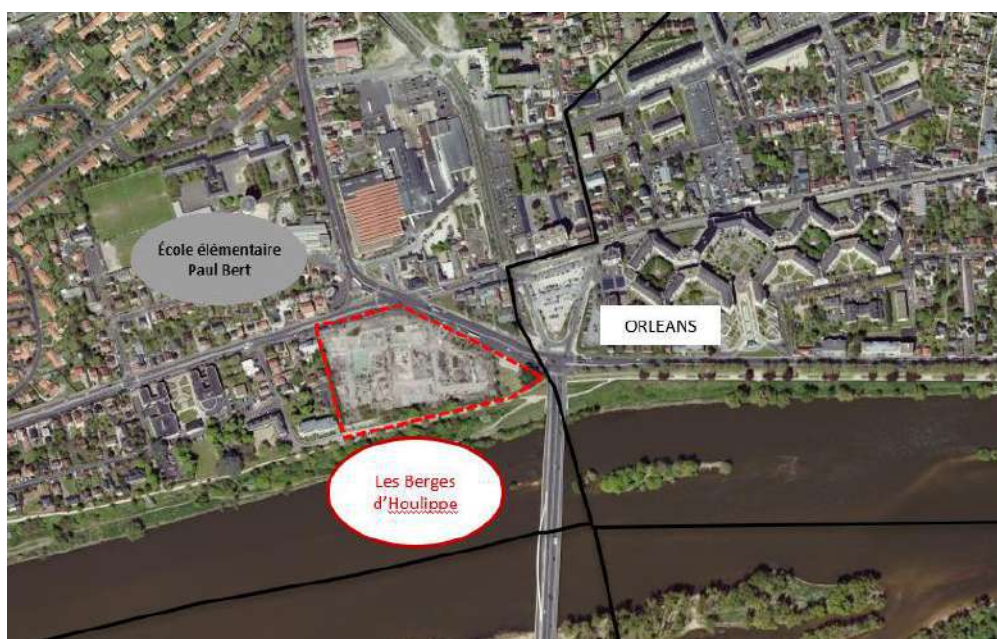 École élémentaire
Paul Bert
ORLEANS
Les Berges
d'Houlippe